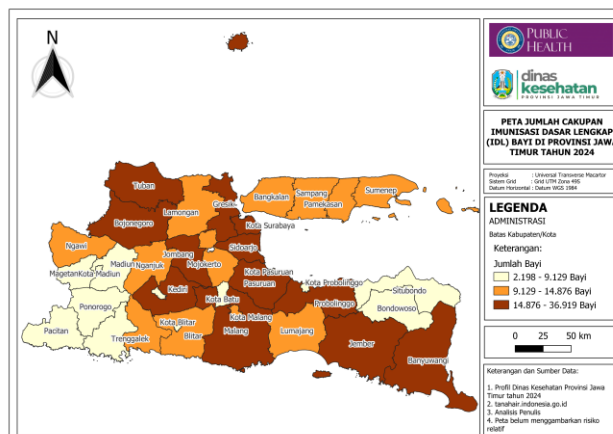 N
PUBLIC
HEALTH
dinas
kesehatan
PROVINSI JAWA TIMUR
PETA JUMLAH CAKUPAN
IMUNISASI DASAR LENGKAP
(IDL) BAYI DI PROVINSI JAWA
TIMUR TAHUN 2024
Proyeksi : Universal Transverse Macartor
Sistem Grid : Grid UTM Zona 49S
Datum Horizontal : Datum WGS 1984
LEGENDA
ADMINISTRASI
Batas Kabupaten/Kota
Keterangan:
Jumlah Bayi
2.198 - 9.129 Bayi
9.129 - 14.876 Bayi
14.876 - 36.919 Bayi
0 25 50 km
Keterangan dan Sumber Data:
1. Profil Dinas Kesehatan Provinsi Jawa
Timur tahun 2024
2. tanahair.indonesia.go.id
3. Analisis Penulis
4. Peta belum menggambarkan risiko
relatif
Tuban
Bojonegoro
Lamongan
Gresik
Kota Surabaya
Sidoarjo
Bangkalan
Sampang
Pamekasan
Sumenep
Ngawi
Magetan
Kota Madiun
Madiun
Nganjuk
Jombang
Mojokerto
Kota Pasuruan
Pasuruan
Kota Probolinggo
Probolinggo
Situbondo
Bondowoso
Ponorogo
Kediri
Kota Batu
Pacitan
Trenggalek
Kota Blitar
Blitar
Kota Malang
Malang
Lumajang
Jember
Banyuwangi